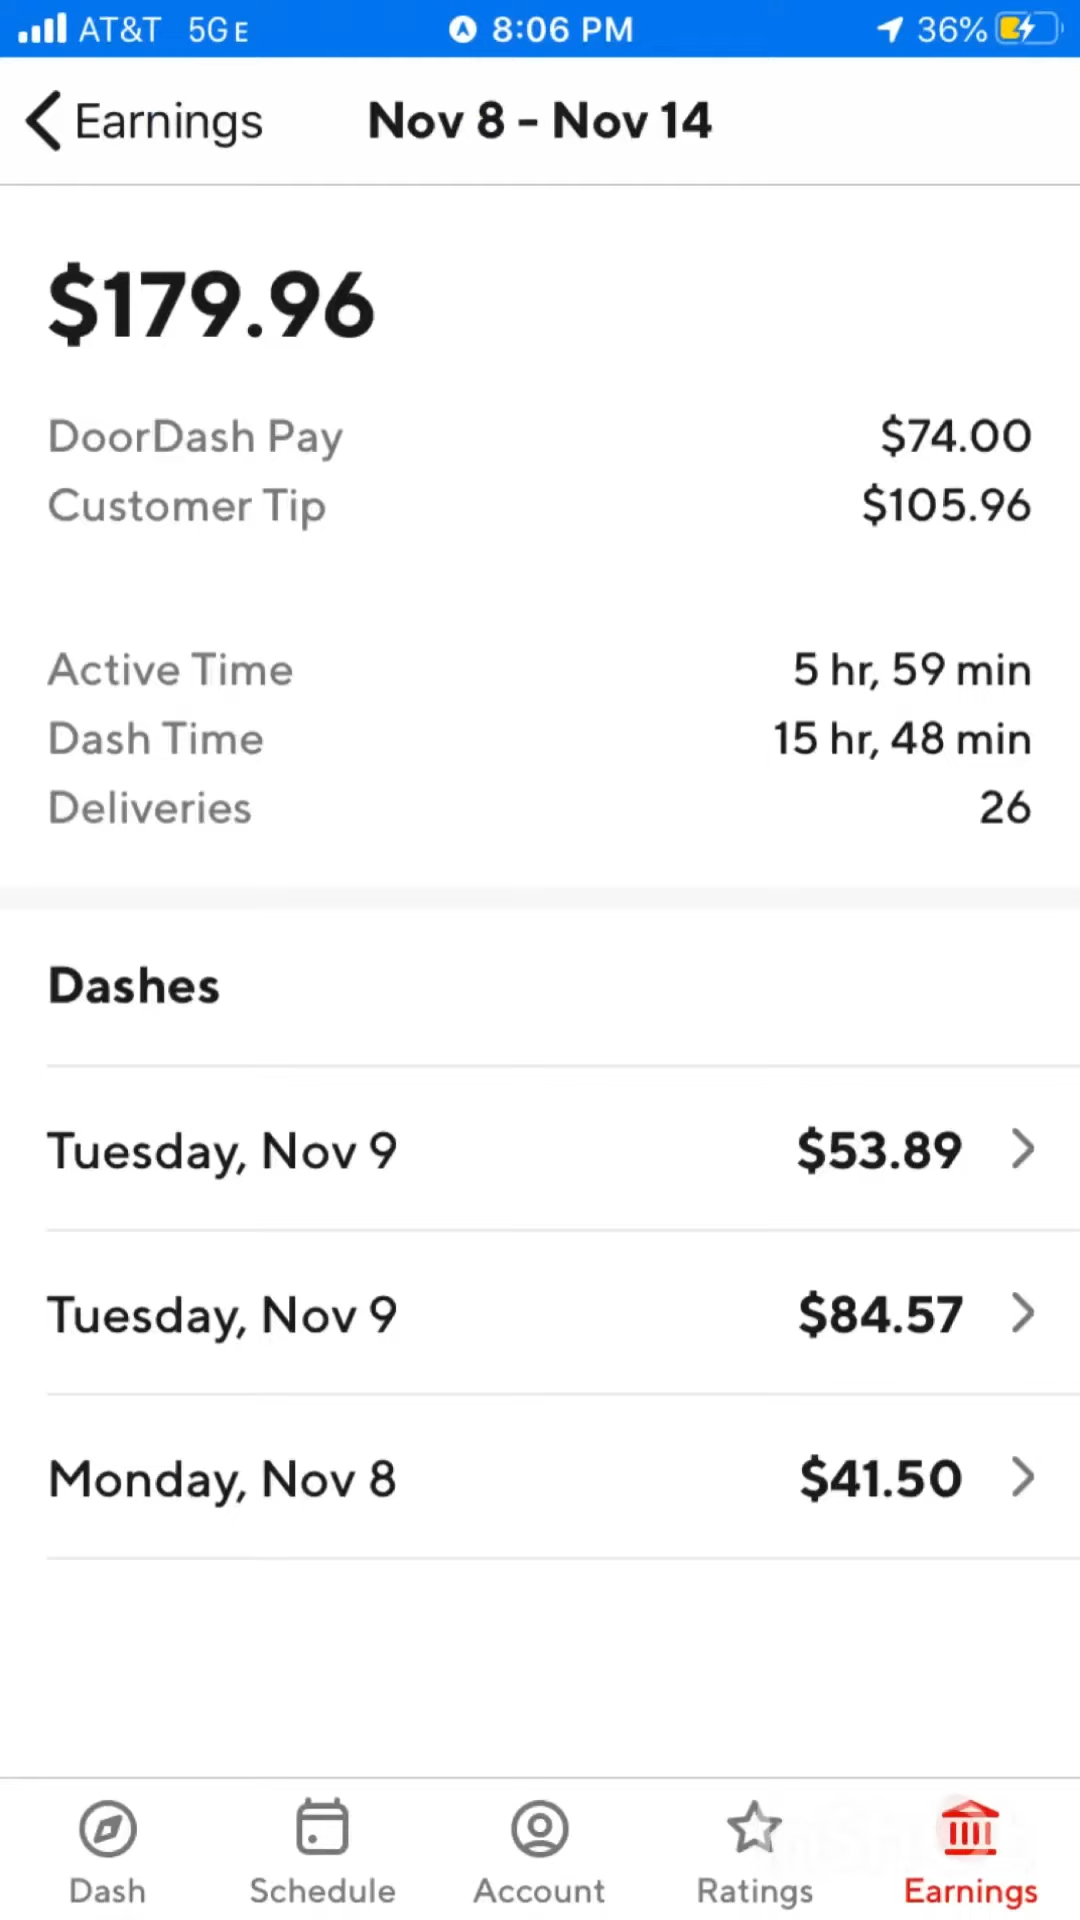 AT&T 5GE 8:06 PM 36%
Earnings Nov 8 - Nov 14
$179.96
DoorDash Pay $74.00
Customer Tip $105.96
Active Time 5 hr, 59 min
Dash Time 15 hr, 48 min
Deliveries 26
Dashes
Tuesday, Nov 9 $53.89
Tuesday, Nov 9 $84.57
Monday, Nov 8 $41.50
Dash Schedule Account Ratings Earnings